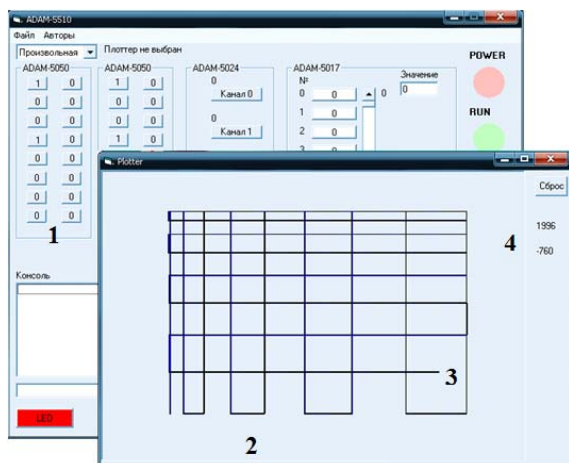 ADAM-5510
Файл Авторы
Произвольная Плоттер не выбран
POWER
ADAM-5050 ADAM-5050 ADAM-5024 ADAM-5017
1 0 1 0 0 № Значение
0 0 0 0 Канал 0 0 0 0 0
0 0 0 0 0 1 0 RUN
1 0 1 Канал 1 2 0
0 0
0 0
0 0
0 0
1
Консоль
LED
Plotter
Сброс
1996
4
-760
3
2